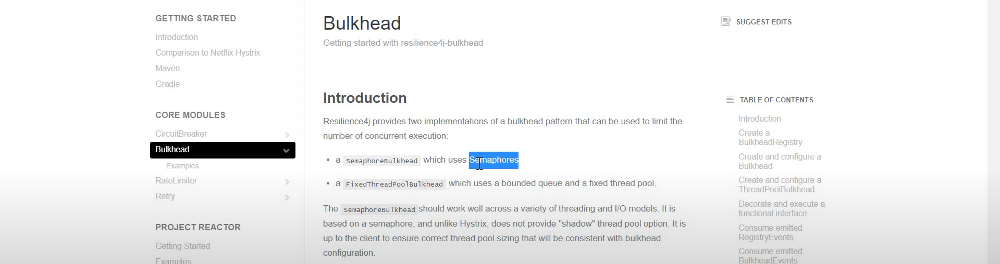 GETTING STARTED
Introduction
Comparison to Netflix Hystrix
Maven
Gradle
CORE MODULES
CircuitBreaker
Bulkhead
Examples
RateLimiter
Retry
PROJECT REACTOR
Getting Started
Examples
Bulkhead
Getting started with resilience4j-bulkhead
Introduction
Resilience4j provides two implementations of a bulkhead pattern that can be used to limit the
number of concurrent execution:
• a SemaphoreBulkhead which uses Semaphores
• a FixedThreadPoolBulkhead which uses a bounded queue and a fixed thread pool.
The SemaphoreBulkhead should work well across a variety of threading and I/O models. It is
based on a semaphore, and unlike Hystrix, does not provide "shadow" thread pool option. It is
up to the client to ensure correct thread pool sizing that will be consistent with bulkhead
configuration.
SUGGEST EDITS
TABLE OF CONTENTS
Introduction
Create a
BulkheadRegistry
Create and configure a
Bulkhead
Create and configure a
ThreadPoolBulkhead
Decorate and execute a
functional interface
Consume emitted
RegistryEvents
Consume emitted
BulkheadEvents